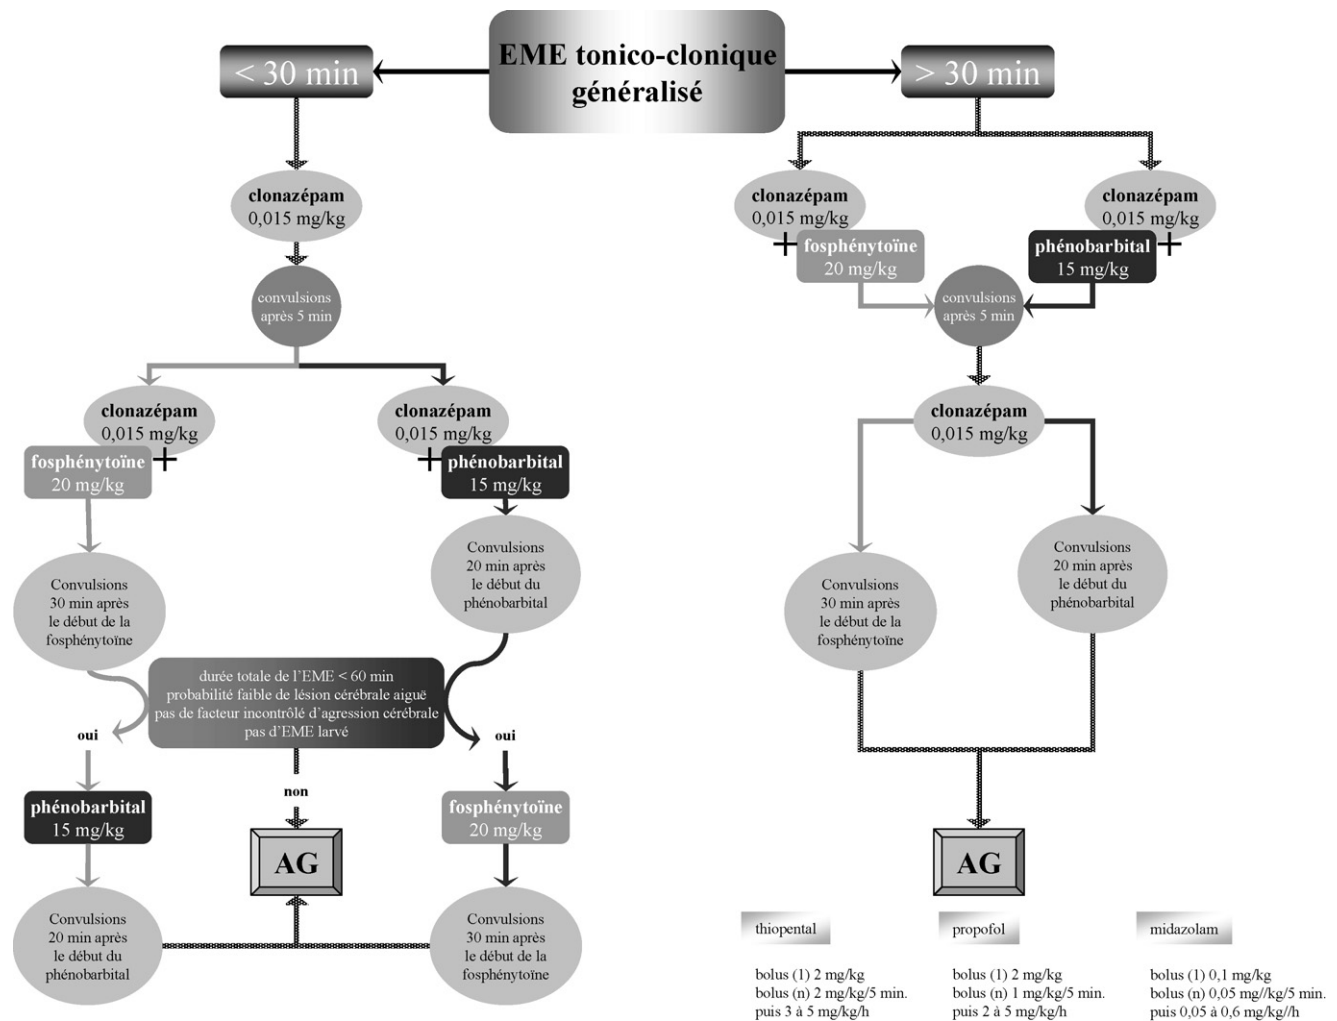 EME tonico-clonique
généralisé
< 30 min
> 30 min
clonazépam
0,015 mg/kg
convulsions
après 5 min
clonazépam
0,015 mg/kg
+
fosphénytoïne
20 mg/kg
clonazépam
0,015 mg/kg
+
phénobarbital
15 mg/kg
Convulsions
30 min après
le début de la
fosphénytoïne
Convulsions
20 min après
le début du
phénobarbital
durée totale de l'EME < 60 min
probabilité faible de lésion cérébrale aiguë
pas de facteur incontrôlé d'agression cérébrale
pas d'EME larvé
oui
oui
non
phénobarbital
15 mg/kg
AG
fosphénytoïne
20 mg/kg
Convulsions
20 min après
le début du
phénobarbital
Convulsions
30 min après
le début de la
fosphénytoïne
clonazépam
0,015 mg/kg
+
fosphénytoïne
20 mg/kg
clonazépam
0,015 mg/kg
+
phénobarbital
15 mg/kg
convulsions
après 5 min
clonazépam
0,015 mg/kg
Convulsions
30 min après
le début de la
fosphénytoïne
Convulsions
20 min après
le début du
phénobarbital
AG
thiopental
bolus (1) 2 mg/kg
bolus (n) 2 mg/kg/5 min.
puis 3 à 5 mg/kg/h
propofol
bolus (1) 2 mg/kg
bolus (n) 1 mg/kg/5 min.
puis 2 à 5 mg/kg/h
midazolam
bolus (1) 0,1 mg/kg
bolus (n) 0,05 mg//kg/5 min.
puis 0,05 à 0,6 mg/kg//h